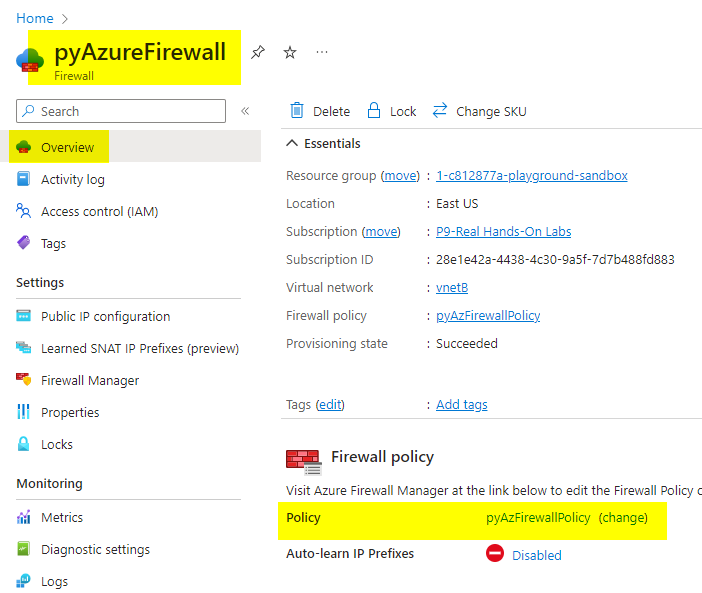 Home
pyAzureFirewall
Firewall
Search
Overview
Activity log
Access control (IAM)
Tags
Settings
Public IP configuration
Learned SNAT IP Prefixes (preview)
Firewall Manager
Properties
Locks
Monitoring
Metrics
Diagnostic settings
Logs
Delete Lock Change SKU
Essentials
Resource group (move) : 1-c812877a-playground-sandbox
Location : East US
Subscription (move) : P9-Real Hands-On Labs
Subscription ID : 28e1e42a-4438-4c30-9a5f-7d7b488fd883
Virtual network : vnetB
Firewall policy : pyAzFirewallPolicy
Provisioning state : Succeeded
Tags (edit) : Add tags
Firewall policy
Visit Azure Firewall Manager at the link below to edit the Firewall Policy
Policy pyAzFirewallPolicy (change)
Auto-learn IP Prefixes Disabled